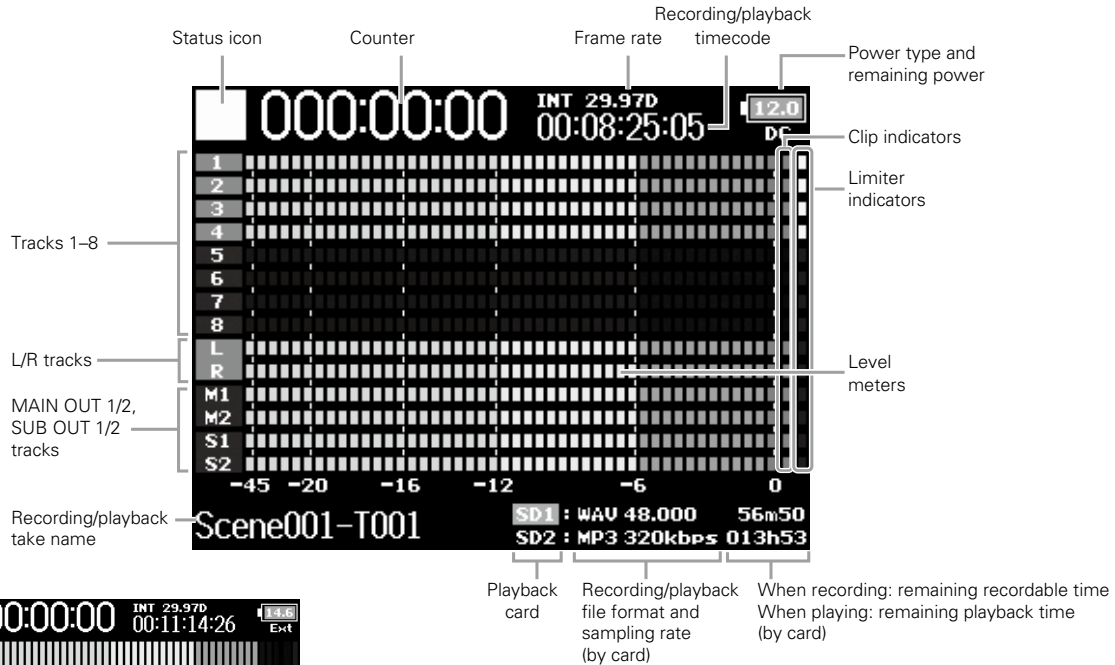 Recording/playback
timecode
Status icon
Counter
Frame rate
Power type and
remaining power
000:00:00
INT 29.97D
00:08:25:05
12.0
DC
Clip indicators
Limiter
indicators
Tracks 1–8
1
2
3
4
5
6
7
8
L/R tracks
L
R
Level
meters
MAIN OUT 1/2,
SUB OUT 1/2
tracks
M1
M2
S1
S2
-45 -20 -16 -12 -6 0
Recording/playback
take name
Scene001-T001
SD1 : WAV 48.000 56m50
SD2 : MP3 320kbps 013h53
Playback
card
Recording/playback
file format and
sampling rate
(by card)
When recording: remaining recordable time
When playing: remaining playback time
(by card)
00:00:00
INT 29.97D
00:11:14:26
14.6
Ext